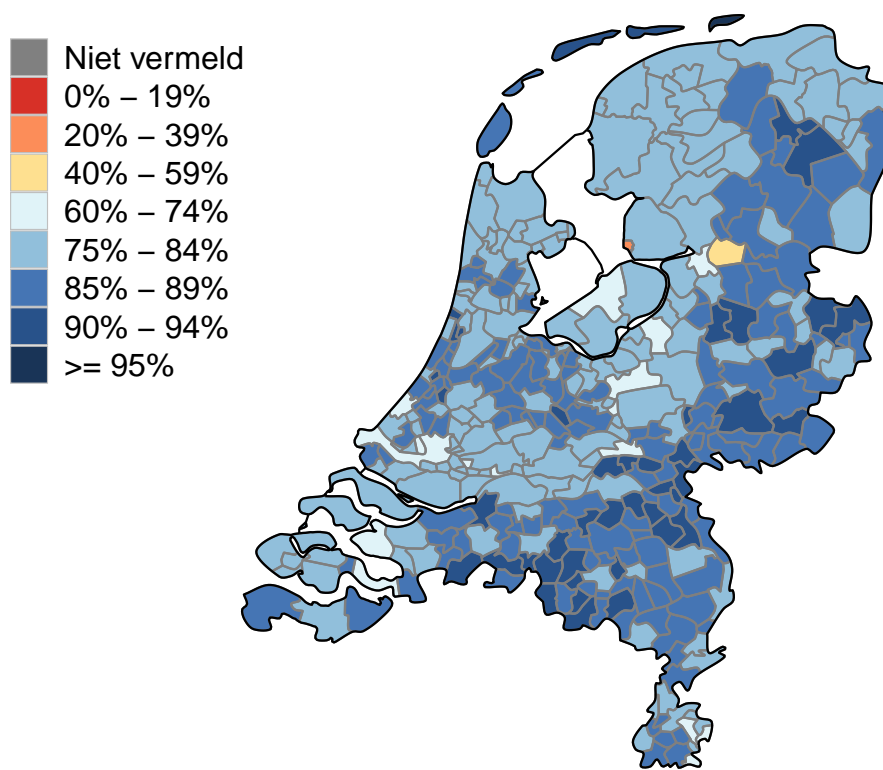 Niet vermeld
0% – 19%
20% – 39%
40% – 59%
60% – 74%
75% – 84%
85% – 89%
90% – 94%
>= 95%